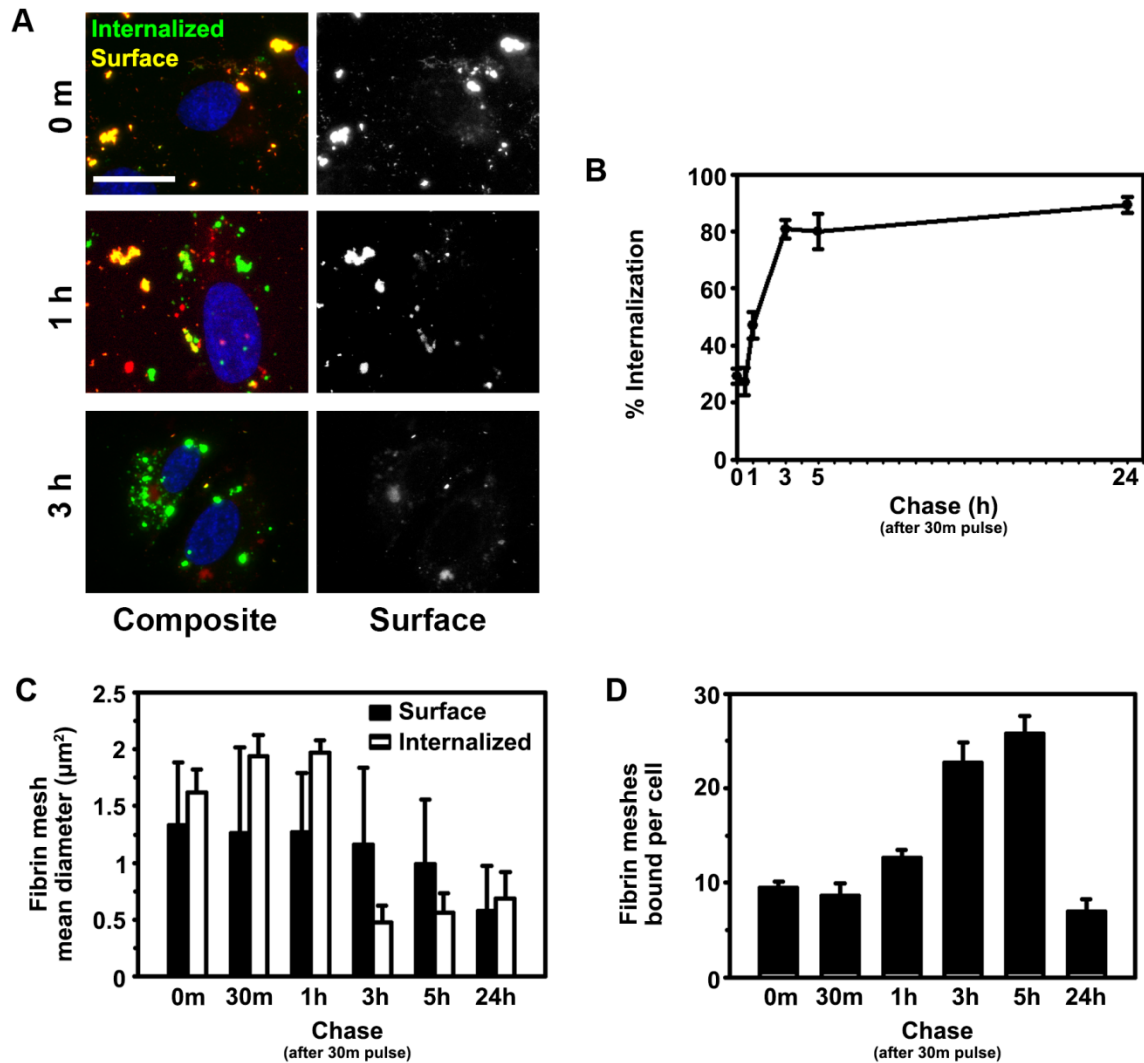 A
Internalized
Surface
0 m
1 h
3 h
Composite
Surface
B
% Internalization
100
80
60
40
20
0
0 1 3 5 24
Chase (h)
(after 30m pulse)
C
Fibrin mesh
mean diameter (µm²)
2.5
2
1.5
1
0.5
0
Surface
Internalized
0m 30m 1h 3h 5h 24h
Chase
(after 30m pulse)
D
Fibrin meshes
bound per cell
30
20
10
0
0m 30m 1h 3h 5h 24h
Chase
(after 30m pulse)